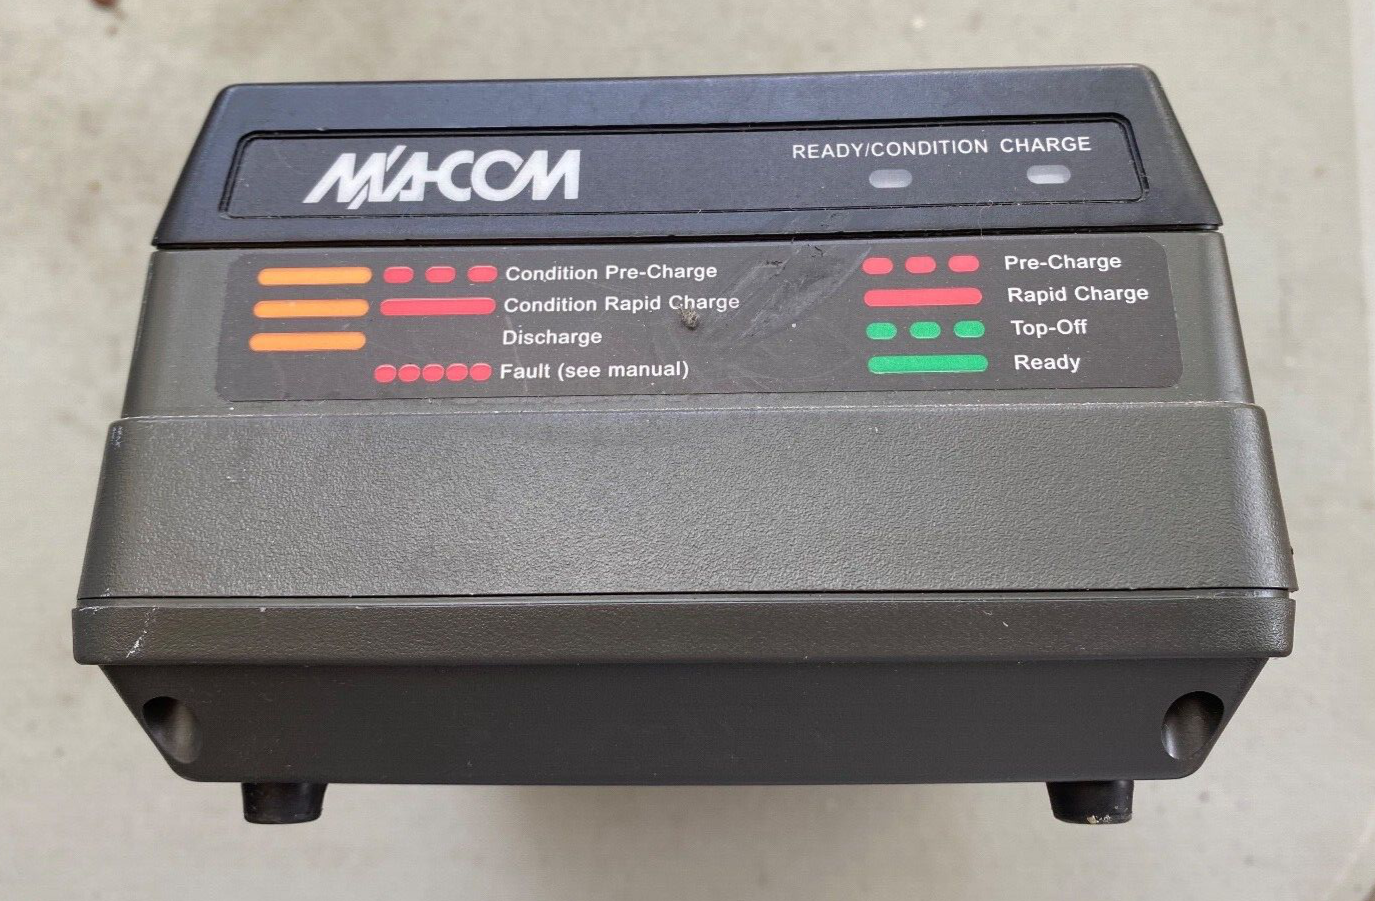 M/A-COM
READY/CONDITION CHARGE
Condition Pre-Charge
Condition Rapid Charge
Discharge
Fault (see manual)
Pre-Charge
Rapid Charge
Top-Off
Ready